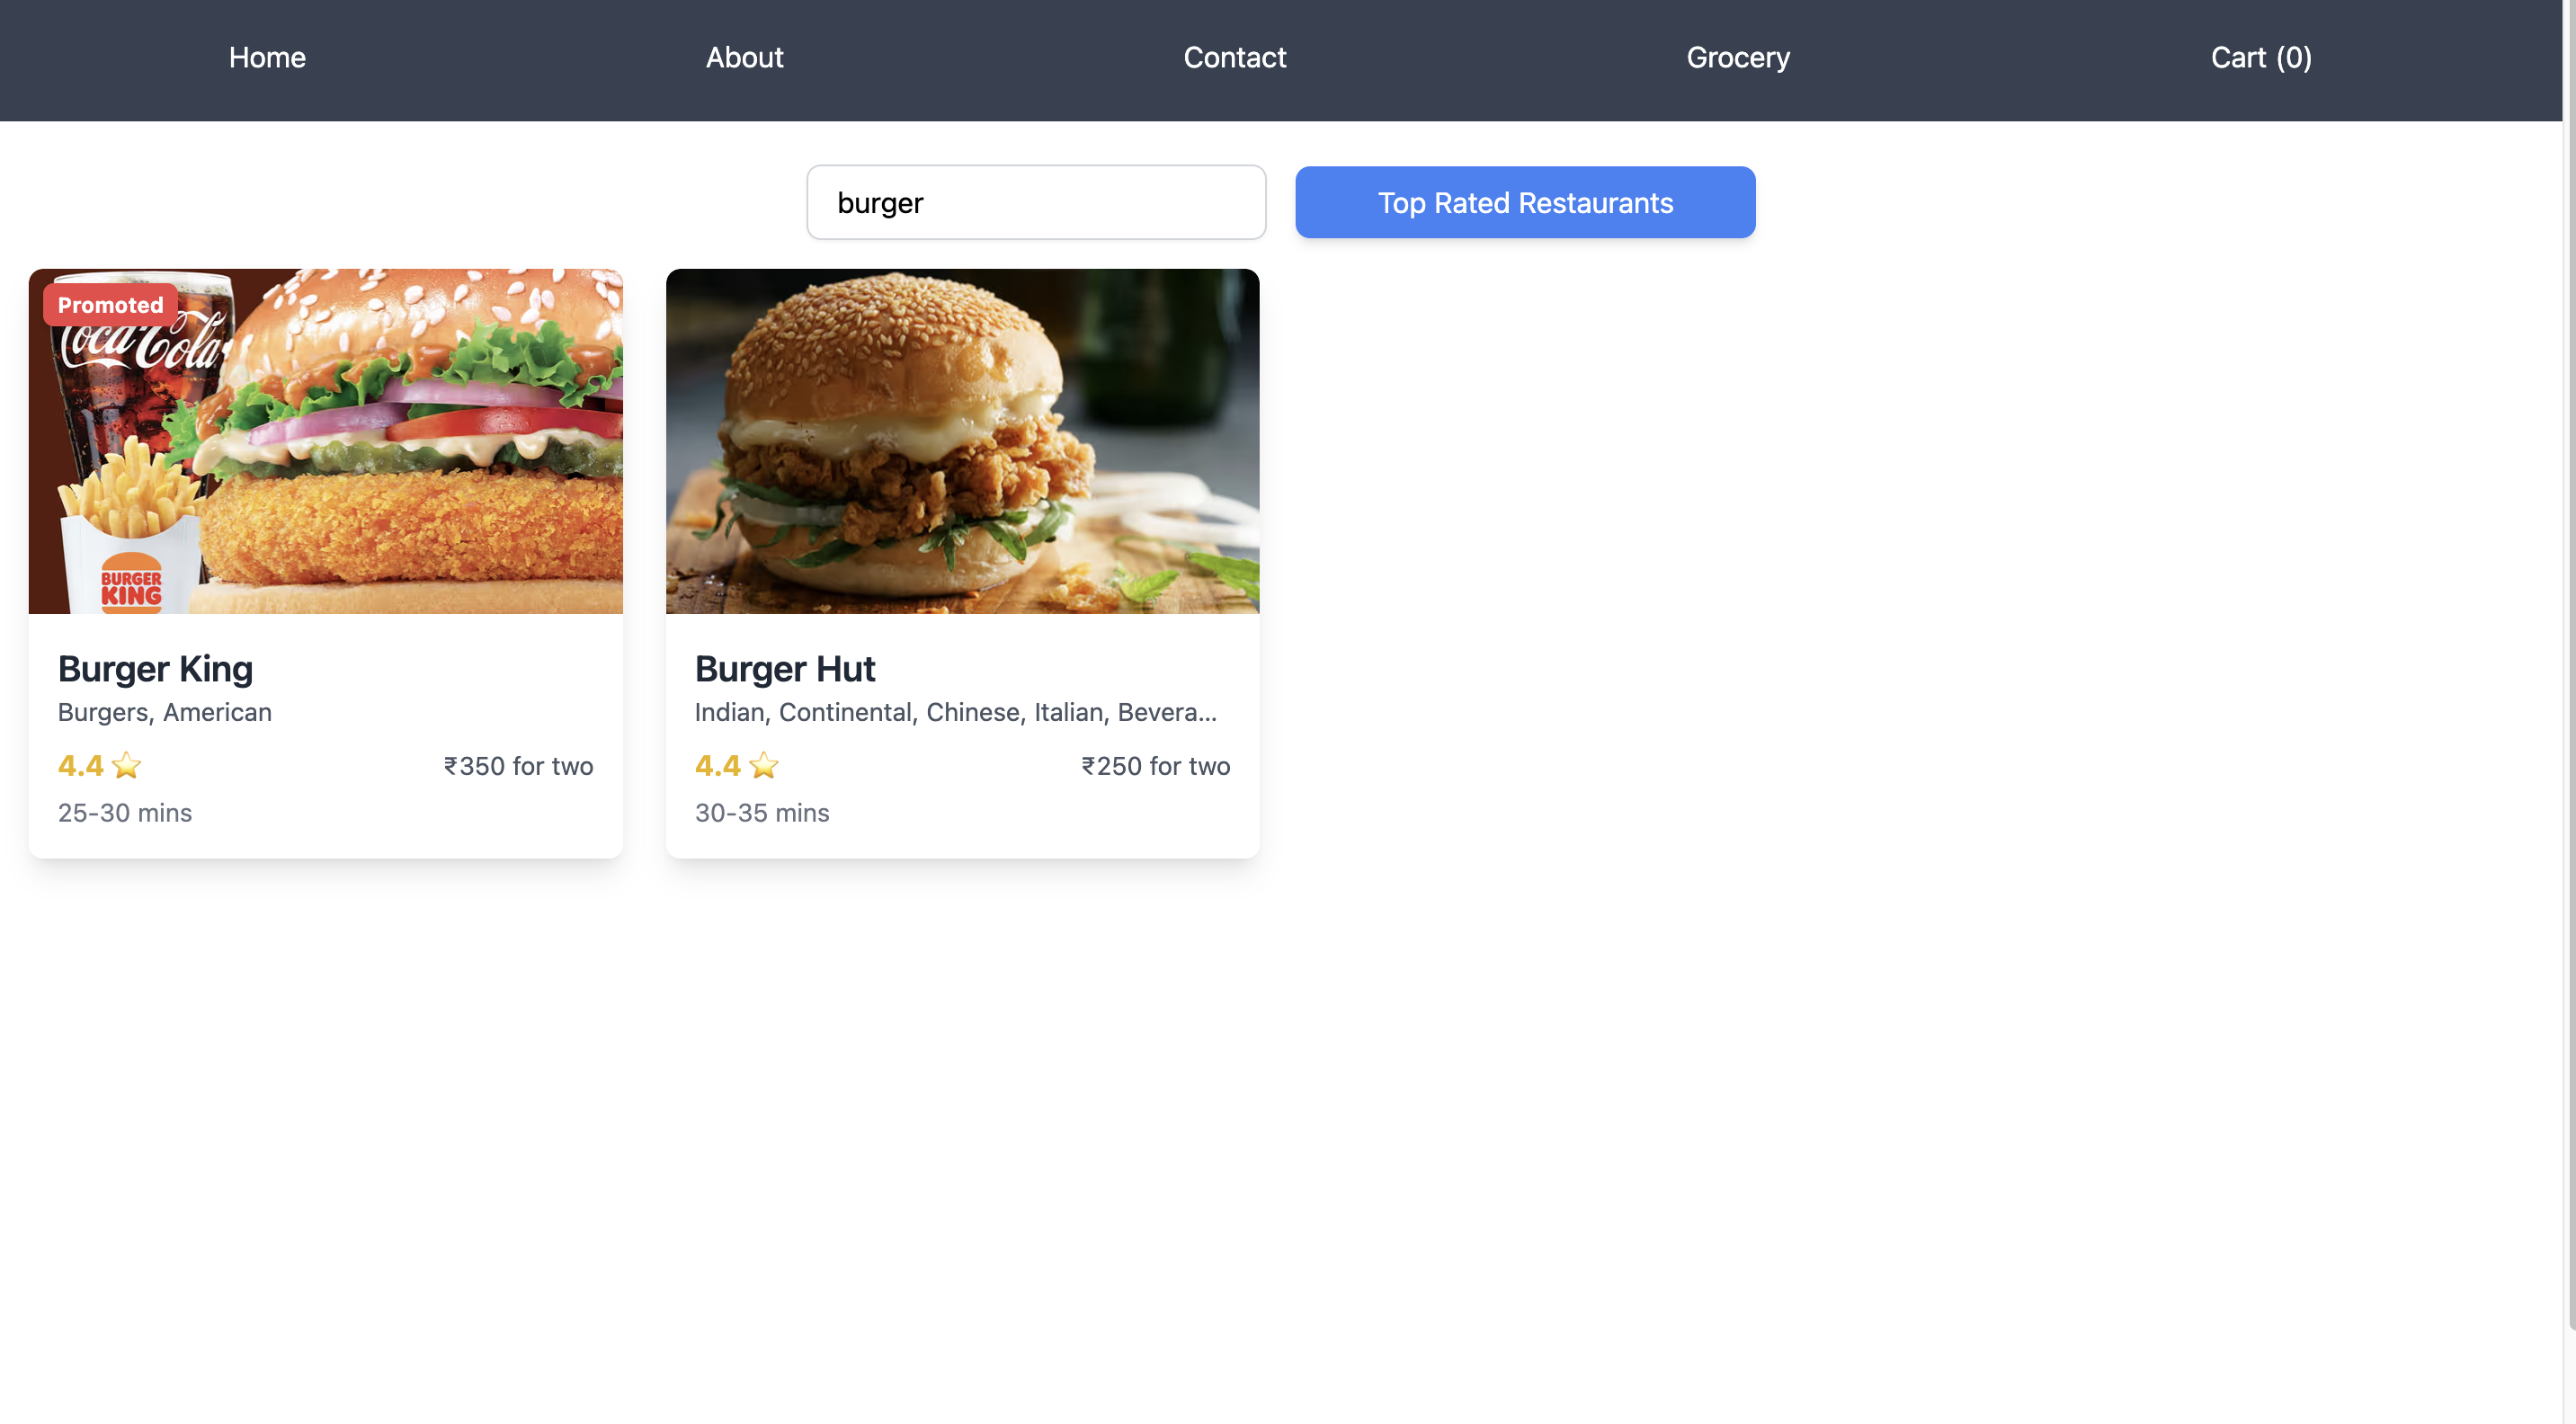 Home About Contact Grocery Cart (0)
burger
Top Rated Restaurants
Promoted
Coca-Cola
BURGER
KING
Burger King
Burgers, American
4.4 ⭐ ₹350 for two
25-30 mins
Burger Hut
Indian, Continental, Chinese, Italian, Bevera...
4.4 ⭐ ₹250 for two
30-35 mins